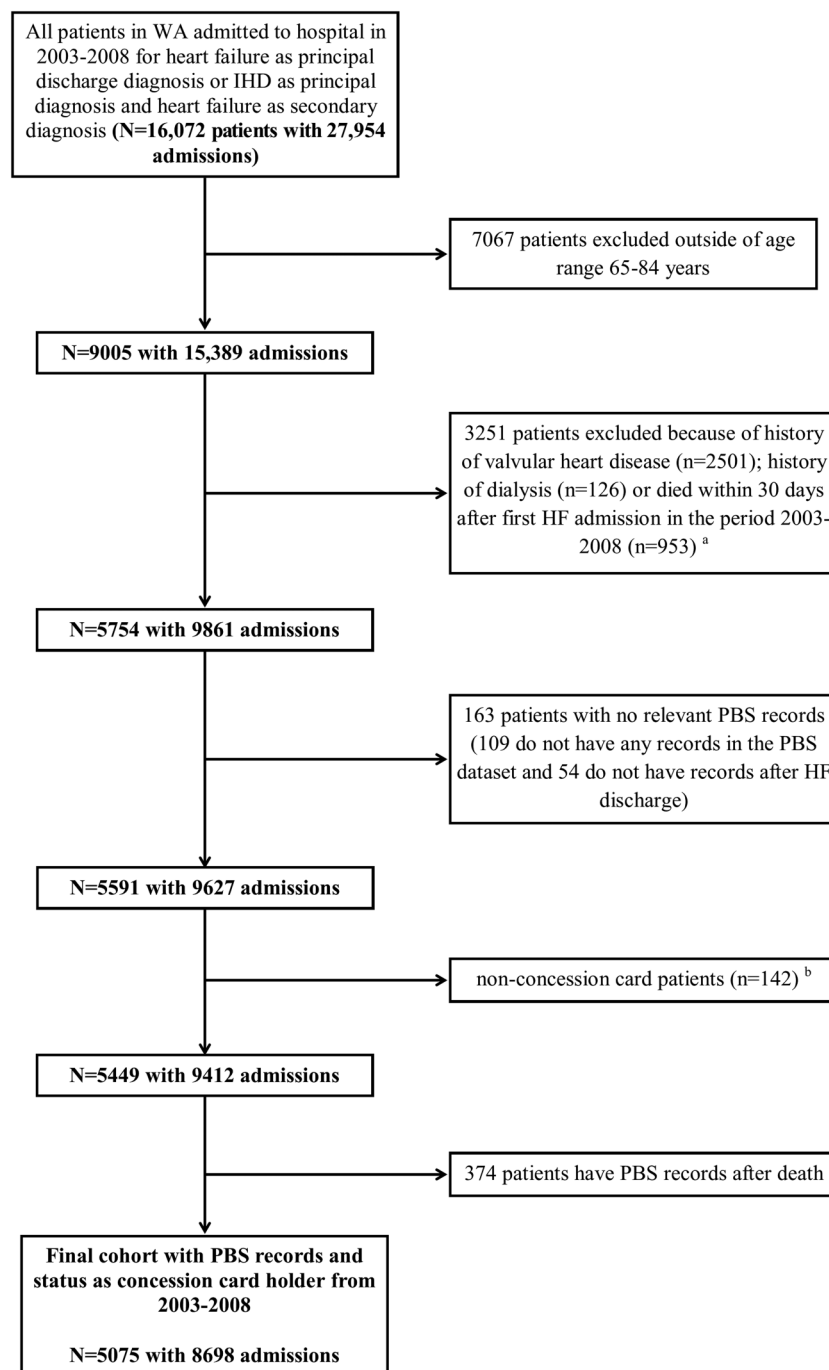 All patients in WA admitted to hospital in
2003-2008 for heart failure as principal
discharge diagnosis or IHD as principal
diagnosis and heart failure as secondary
diagnosis (N=16,072 patients with 27,954
admissions)
7067 patients excluded outside of age
range 65-84 years
N=9005 with 15,389 admissions
3251 patients excluded because of history
of valvular heart disease (n=2501); history
of dialysis (n=126) or died within 30 days
after first HF admission in the period 2003-
2008 (n=953) a
N=5754 with 9861 admissions
163 patients with no relevant PBS records
(109 do not have any records in the PBS
dataset and 54 do not have records after HF
discharge)
N=5591 with 9627 admissions
non-concession card patients (n=142) b
N=5449 with 9412 admissions
374 patients have PBS records after death
Final cohort with PBS records and
status as concession card holder from
2003-2008
N=5075 with 8698 admissions